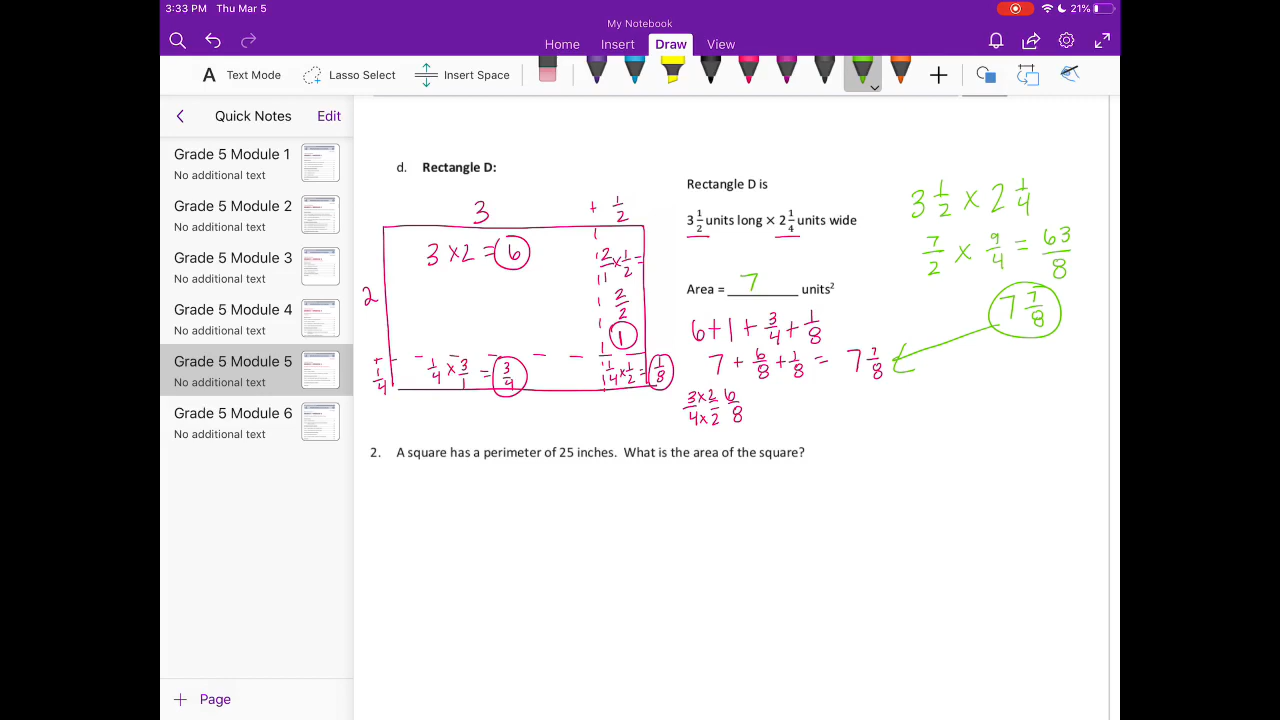 3:33 PM Thu Mar 5
21%
My Notebook
Home Insert Draw View
A Text Mode Lasso Select Insert Space
Quick Notes Edit
Grade 5 Module 1
No additional text
Grade 5 Module
No additional text
Grade 5 Module 3
No additional text
Grade 5 Module 4
No additional text
Grade 5 Module 5
No additional text
Grade 5 Module 6
No additional text
+ Page
d. Rectangle D:
3 + 1/2
3 x 2 = 6
2/1 x 1/2 =
2/2
1
2
+ 1/4
1/4 x 3/1 = 3/4
1/4 x 1/2 = 1/8
Rectangle D is
3 1/2 units long × 2 1/4 units wide
Area = 7 units²
6 + 1 + 3/4 + 1/8
7 + 6/8 + 1/8 = 7 7/8
3 x 2 6
4 x 2 8
3 1/2 x 2 1/4
7/2 x 9/4 = 63/8
7 7/8
2. A square has a perimeter of 25 inches. What is the area of the square?